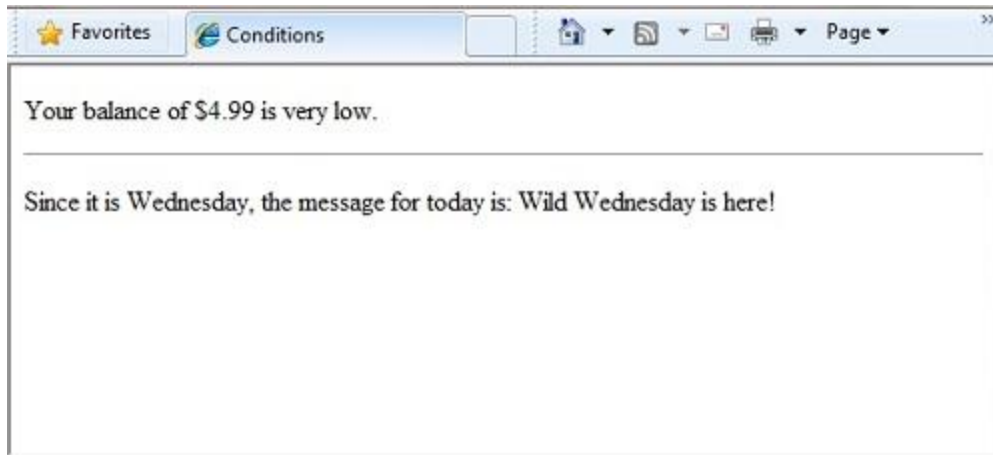 Favorites
Conditions
Page
Your balance of $4.99 is very low.
Since it is Wednesday, the message for today is: Wild Wednesday is here!